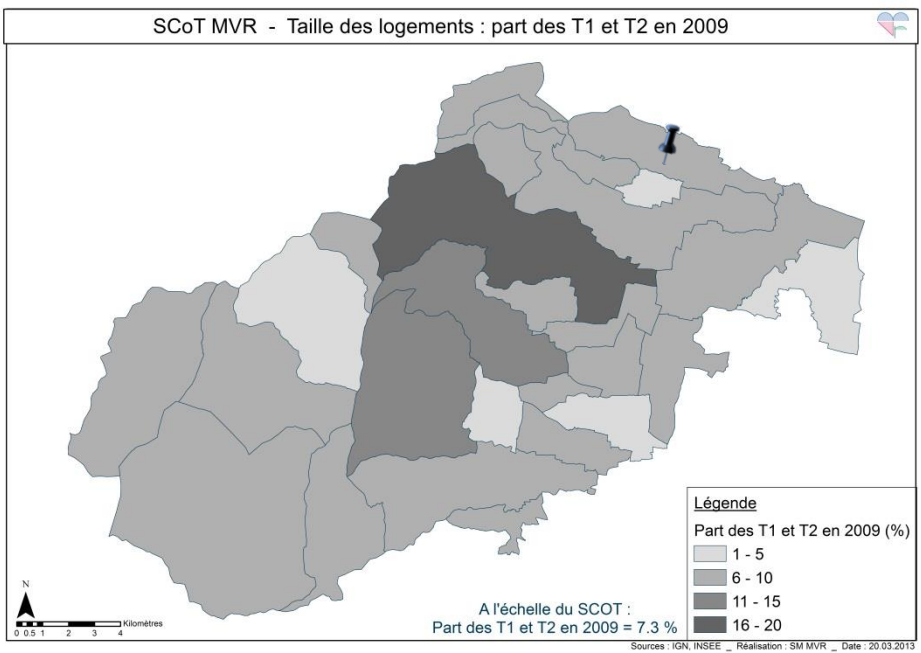 SCoT MVR - Taille des logements : part des T1 et T2 en 2009
Légende
Part des T1 et T2 en 2009 (%)
1 - 5
6 - 10
11 - 15
16 - 20
N
0 0.5 1 2 3 4 Kilomètres
A l'échelle du SCOT :
Part des T1 et T2 en 2009 = 7.3 %
Sources : IGN, INSEE _ Réalisation : SM MVR _ Date : 20.03.2013